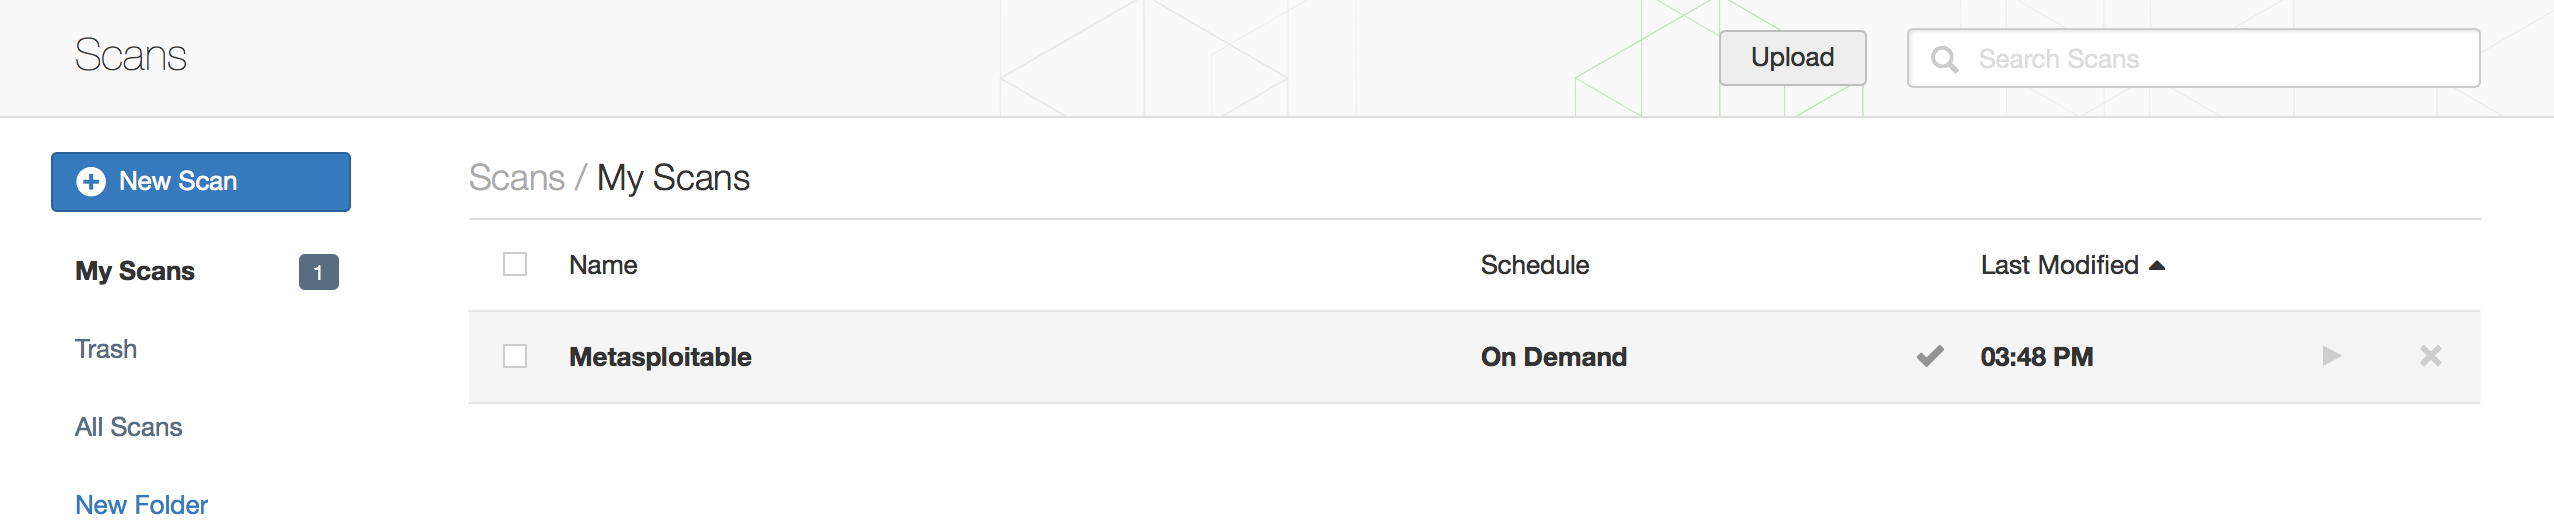 Scans
Upload
Search Scans
New Scan
My Scans 1
Trash
All Scans
New Folder
Scans / My Scans
Name Schedule Last Modified
Metasploitable On Demand 03:48 PM